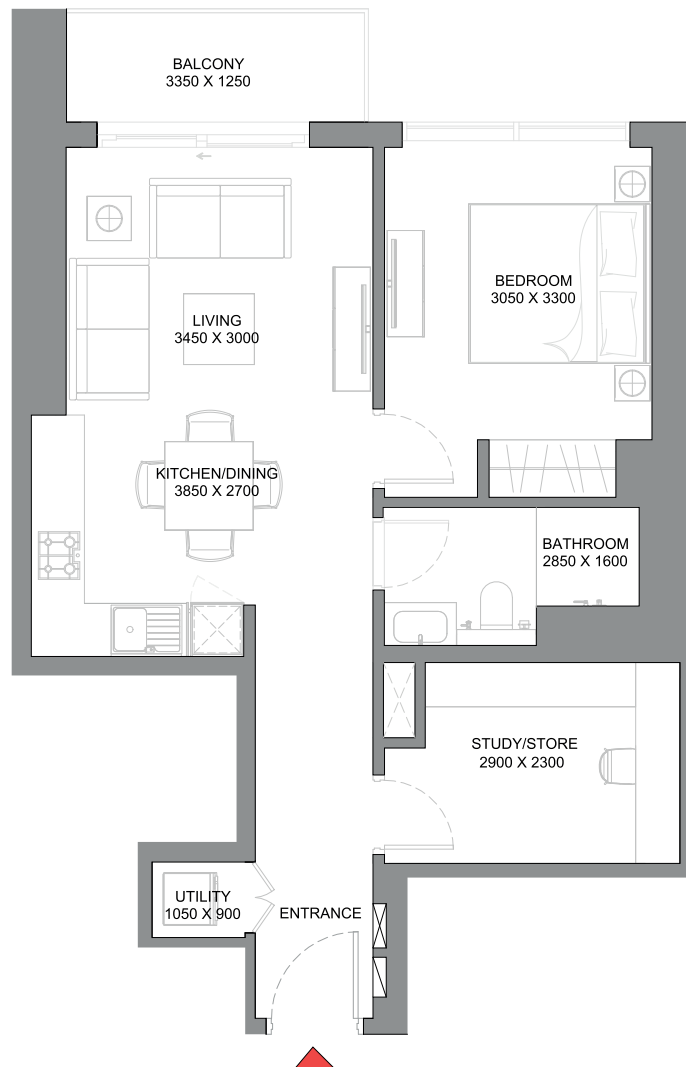 BALCONY
3350 X 1250
BEDROOM
3050 X 3300
LIVING
3450 X 3000
KITCHEN/DINING
3850 X 2700
BATHROOM
2850 X 1600
STUDY/STORE
2900 X 2300
UTILITY
1050 X 900
ENTRANCE